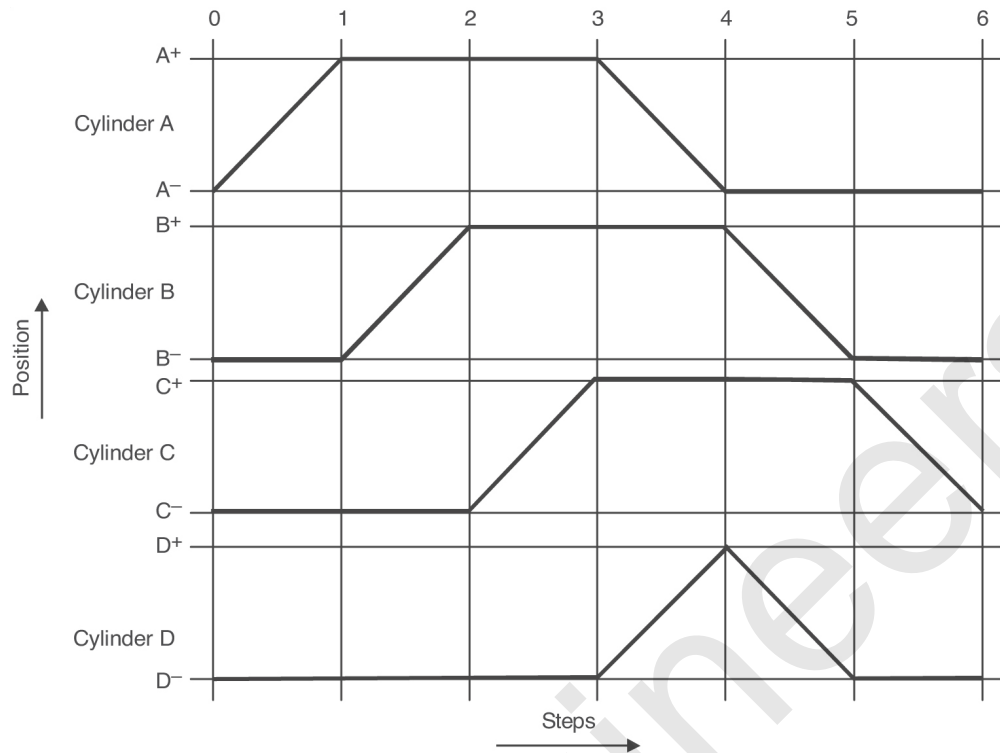 0 1 2 3 4 5 6
A+
Cylinder A
A–
B+
Cylinder B
B–
C+
Cylinder C
C–
D+
Cylinder D
D–
Position
Steps